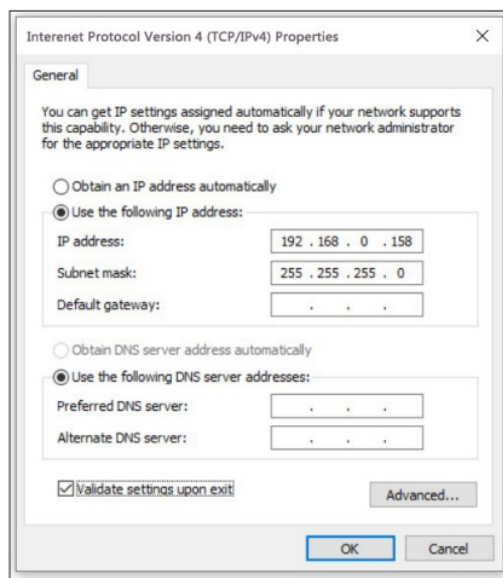 Interenet Protocol Version 4 (TCP/IPv4) Properties
General
You can get IP settings assigned automatically if your network supports
this capability. Otherwise, you need to ask your network administrator
for the appropriate IP settings.
Obtain an IP address automatically
Use the following IP address:
IP address: 192 . 168 . 0 . 158
Subnet mask: 255 . 255 . 255 . 0
Default gateway: . . .
Obtain DNS server address automatically
Use the following DNS server addresses:
Preferred DNS server: . . .
Alternate DNS server: . . .
Validate settings upon exit
Advanced...
OK Cancel